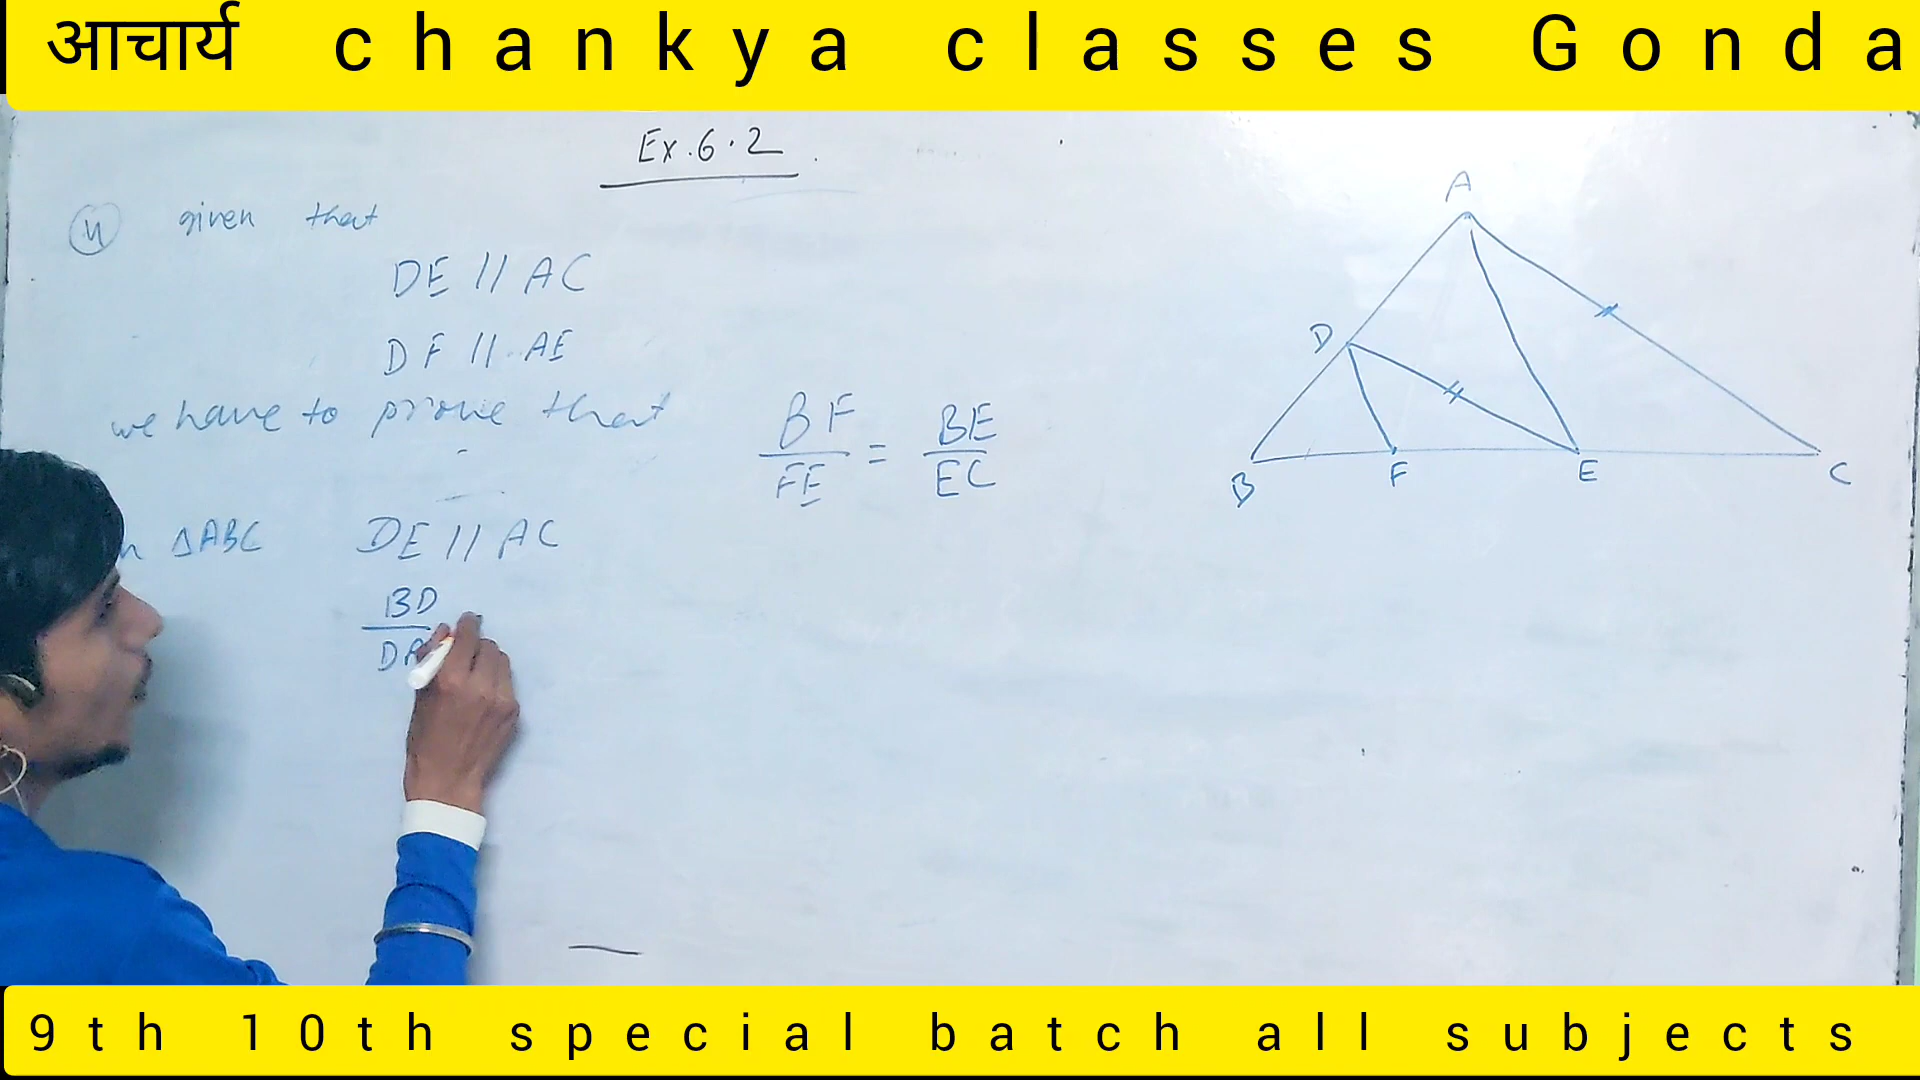 आचार्य chankya classes Gonda
Ex.6.2
4 given that
DE // AC
DF // AE
we have to prove that BF/FE = BE/EC
ΔABC DE // AC
BD/DA
A
D
B F E C
9th 10th special batch all subjects